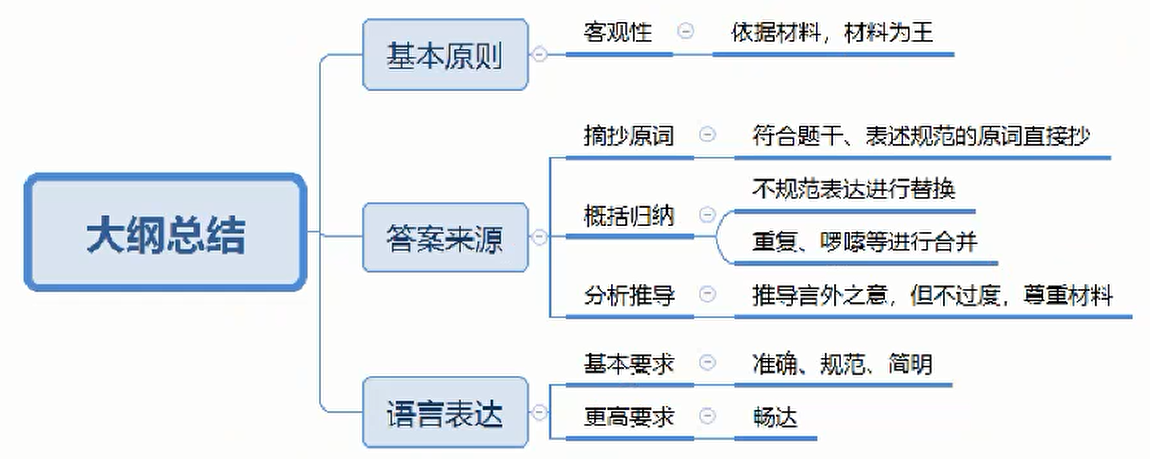 大纲总结
基本原则
客观性
依据材料，材料为王
答案来源
摘抄原词
符合题干、表述规范的原词直接抄
概括归纳
不规范表达进行替换
重复、啰嗦等进行合并
分析推导
推导言外之意，但不过度，尊重材料
语言表达
基本要求
准确、规范、简明
更高要求
畅达